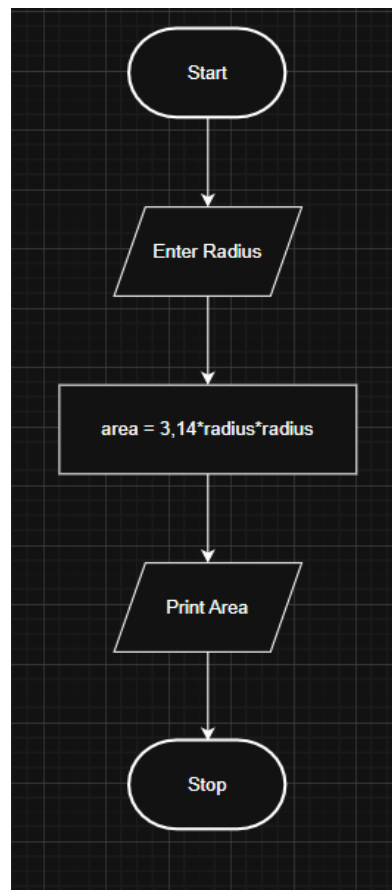 Start
Enter Radius
area = 3,14*radius*radius
Print Area
Stop